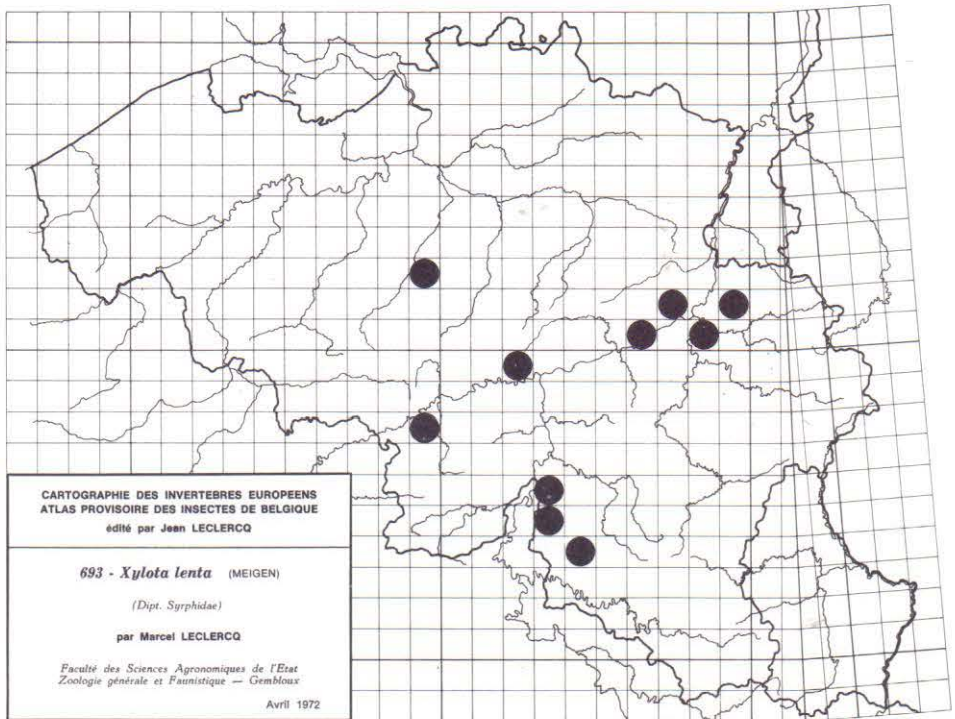 CARTOGRAPHIE DES INVERTEBRES EUROPEENS
ATLAS PROVISOIRE DES INSECTES DE BELGIQUE
édité par Jean LECLERCQ
693 - Xylota lenta (MEIGEN)
(Dipt. Syrphidae)
par Marcel LECLERCQ
Faculté des Sciences Agronomiques de l'Etat
Zoologie générale et Faunistique — Gembloux
Avril 1972